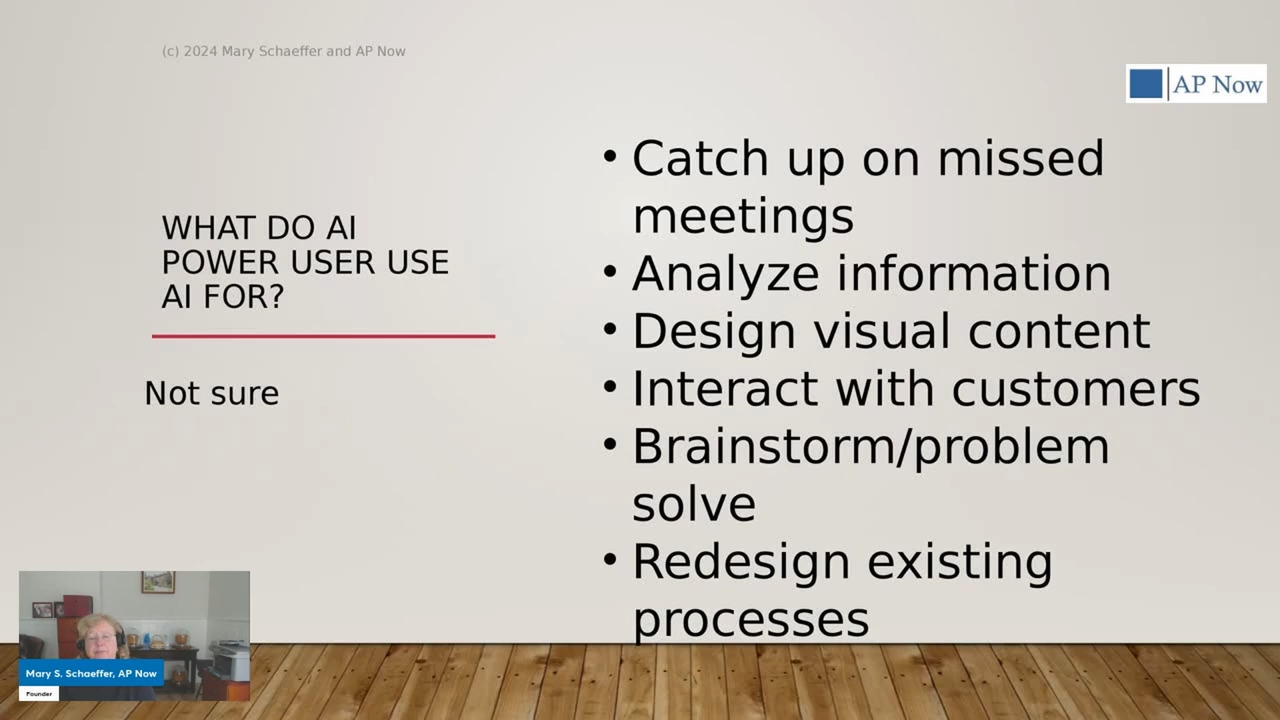 (c) 2024 Mary Schaeffer and AP Now
AP Now
WHAT DO AI
POWER USER USE
AI FOR?
Not sure
• Catch up on missed
meetings
• Analyze information
• Design visual content
• Interact with customers
• Brainstorm/problem
solve
• Redesign existing
processes
Mary S. Schaeffer, AP Now
Founder